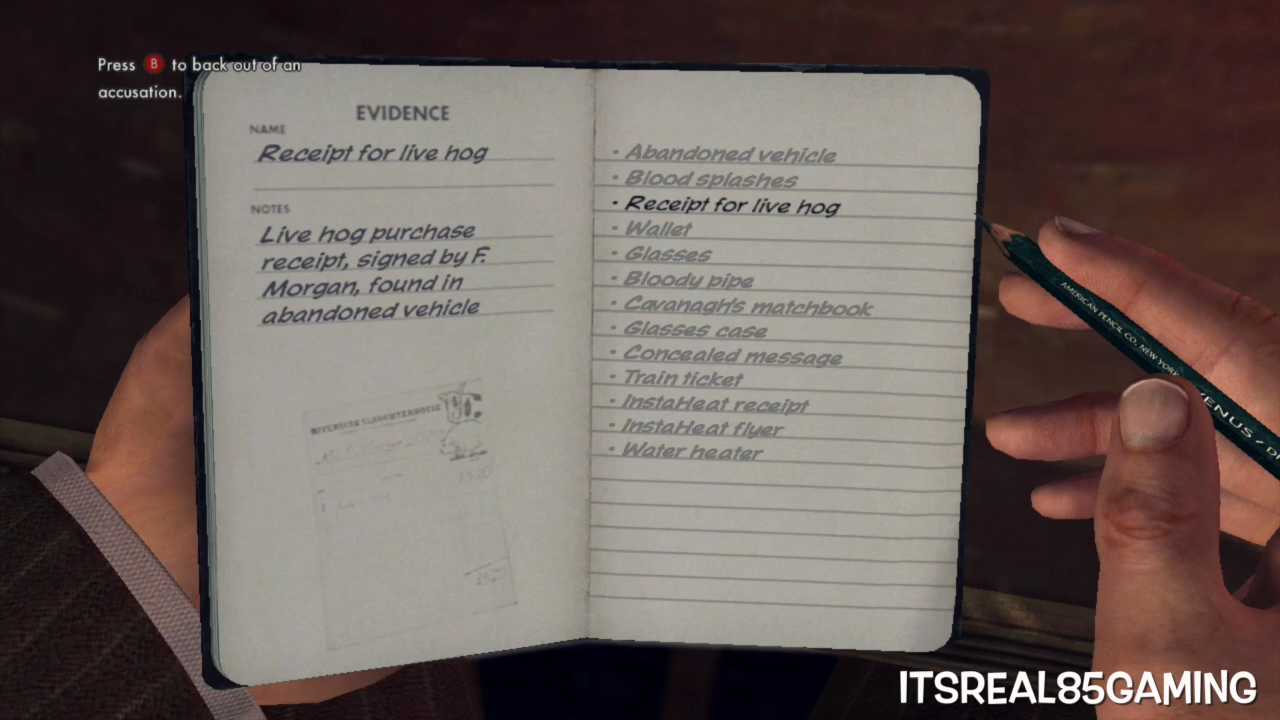 Press B to back out of an
accusation.
EVIDENCE
NAME
Receipt for live hog
NOTES
Live hog purchase
receipt, signed by F.
Morgan, found in
abandoned vehicle
RIVERSIDE SLAUGHTERHOUSE
• Abandoned vehicle
• Blood splashes
• Receipt for live hog
• Wallet
• Glasses
• Bloody pipe
• Cavanagh's matchbook
• Glasses case
• Concealed message
• Train ticket
• InstaHeat receipt
• InstaHeat flyer
• Water heater
AMERICAN PENCIL CO. NEW YORK
VENUS
ITSREAL85GAMING